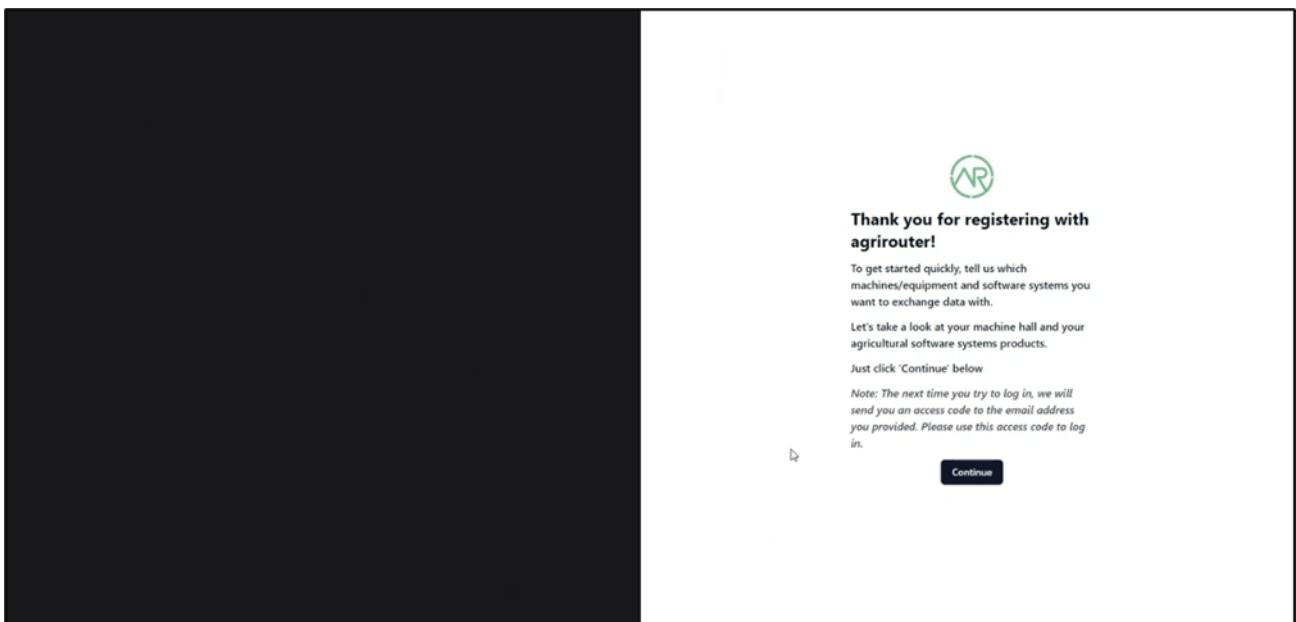 AR
Thank you for registering with
agrirouter!
To get started quickly, tell us which
machines/equipment and software systems you
want to exchange data with.
Let's take a look at your machine hall and your
agricultural software systems products.
Just click 'Continue' below
Note: The next time you try to log in, we will
send you an access code to the email address
you provided. Please use this access code to log
in.
Continue